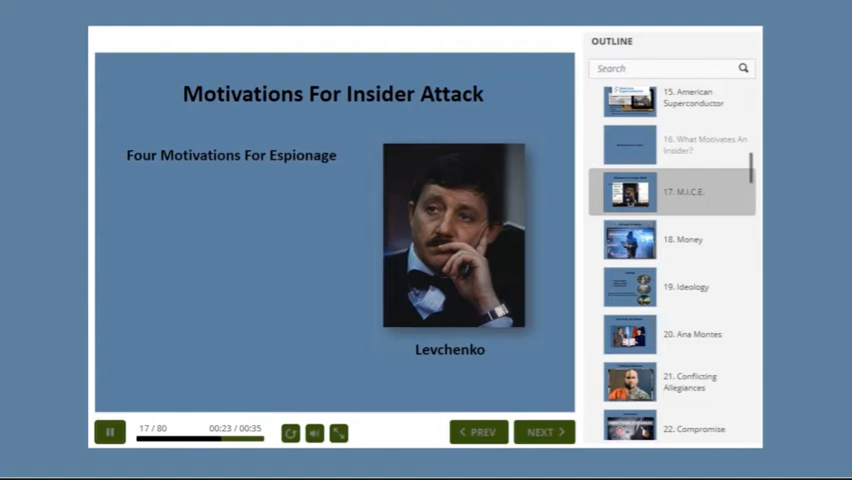 Motivations For Insider Attack
Four Motivations For Espionage
Levchenko
17 / 80
00:23 / 00:35
PREV
NEXT
OUTLINE
Search
15. American
Superconductor
16. What Motivates An
Insider?
17. M.I.C.E.
18. Money
19. Ideology
20. Ana Montes
21. Conflicting
Allegiances
22. Compromise